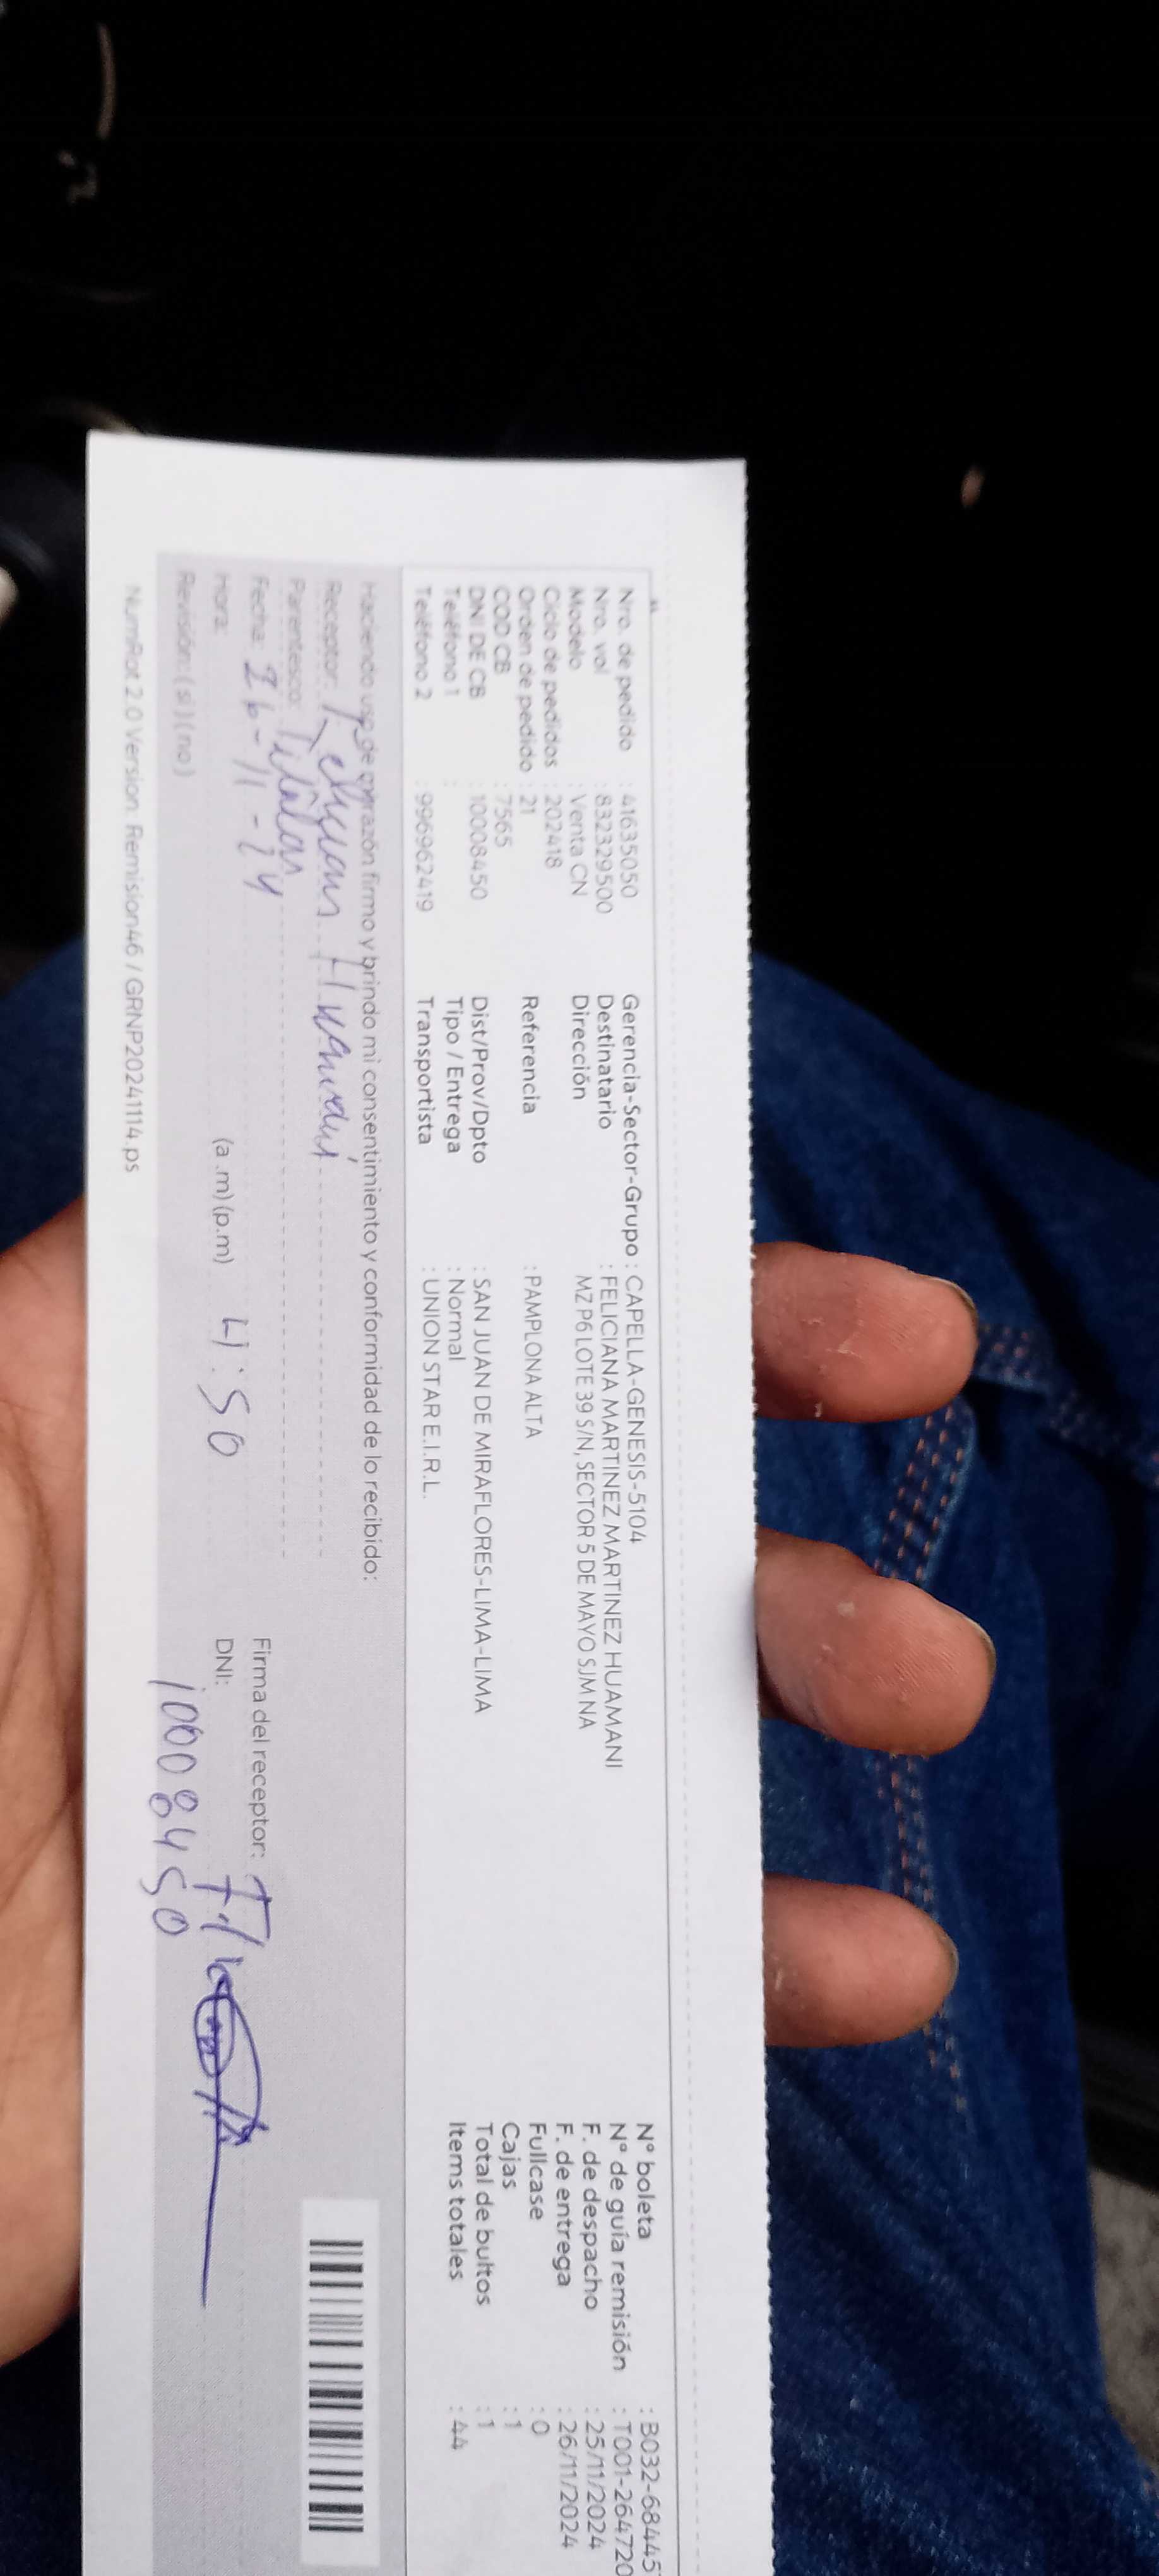 Nro. de pedido : 41635050
Nro. vol : 832329500
Modelo : Venta CN
Ciclo de pedidos : 202418
Orden de pedido : 21
COD CB : 7565
DNI DE CB : 10008450
Teléfono 1 :
Teléfono 2 : 996962419
Gerencia-Sector-Grupo : CAPELLA-GENESIS-5104
Destinatario : FELICIANA MARTINEZ MARTINEZ HUAMANI
Dirección MZ P6 LOTE 39 S/N, SECTOR 5 DE MAYO SJM NA
Referencia : PAMPLONA ALTA
Dist/Prov/Dpto : SAN JUAN DE MIRAFLORES-LIMA-LIMA
Tipo / Entrega : Normal
Transportista : UNION STAR E.I.R.L.
N° boleta : B032-68445
N° de guía remisión : T001-264720
F. de despacho : 25/11/2024
F. de entrega : 26/11/2024
Fullcase : 0
Cajas : 1
Total de bultos : 1
Items totales : 44
Haciendo uso de mi razón firmo y brindo mi consentimiento y conformidad de lo recibido:
Receptor: Huamani
Parentesco: Titular
Fecha: 26-11-24
Hora: (a.m) (p.m) 4:50
Revisión: ( si ) ( no )
Firma del receptor:
DNI: 10008450
NumRot 2.0 Version: Remision46 / GRNP20241114.ps